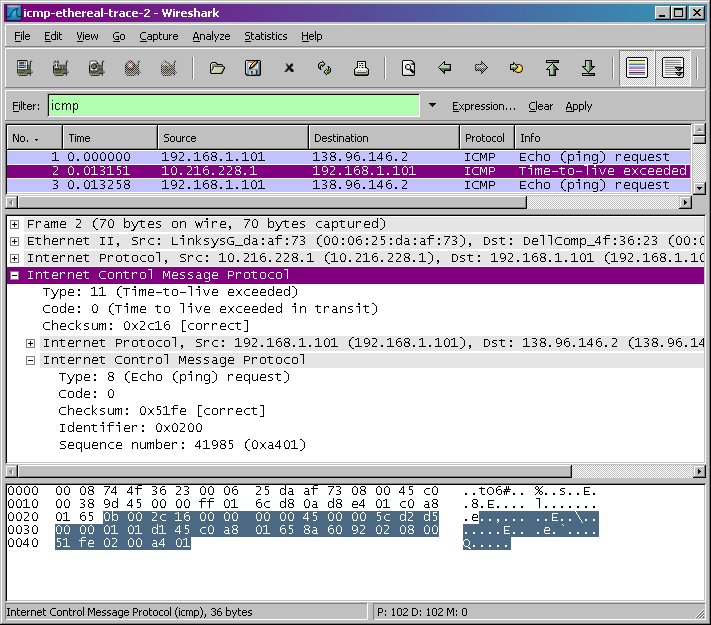 icmp-ethereal-trace-2 - Wireshark
File Edit View Go Capture Analyze Statistics Help
Filter: icmp Expression... Clear Apply
No. . Time Source Destination Protocol Info
1 0.000000 192.168.1.101 138.96.146.2 ICMP Echo (ping) request
2 0.013151 10.216.228.1 192.168.1.101 ICMP Time-to-live exceeded
3 0.013258 192.168.1.101 138.96.146.2 ICMP Echo (ping) request
Frame 2 (70 bytes on wire, 70 bytes captured)
Ethernet II, Src: LinksysG_da:af:73 (00:06:25:da:af:73), Dst: DellComp_4f:36:23 (00:0
Internet Protocol, Src: 10.216.228.1 (10.216.228.1), Dst: 192.168.1.101 (192.168.1.10
Internet Control Message Protocol
Type: 11 (Time-to-live exceeded)
Code: 0 (Time to live exceeded in transit)
Checksum: 0x2c16 [correct]
Internet Protocol, Src: 192.168.1.101 (192.168.1.101), Dst: 138.96.146.2 (138.96.14
Internet Control Message Protocol
Type: 8 (Echo (ping) request)
Code: 0
Checksum: 0x51fe [correct]
Identifier: 0x0200
Sequence number: 41985 (0xa401)
0000 00 08 74 4f 36 23 00 06 25 da af 73 08 00 45 c0 ..tO6#.. %..s..E.
0010 00 38 9d 45 00 00 ff 01 6c d8 0a d8 e4 01 c0 a8 .8.E.... l.......
0020 01 65 0b 00 2c 16 00 00 00 00 45 00 00 5c d2 d5 .e..,... ..E..\..
0030 00 00 01 01 d1 45 c0 a8 01 65 8a 60 92 02 08 00 .....E.. .e.`....
0040 51 fe 02 00 a4 01 Q.....
Internet Control Message Protocol (icmp), 36 bytes P: 102 D: 102 M: 0